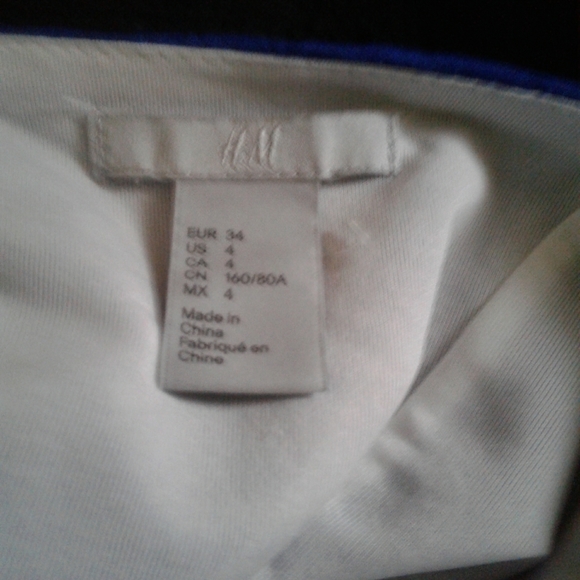 H&M
EUR 34
US 4
CA 4
CN 160/80A
MX 4
Made in
China
Fabriqué en
Chine